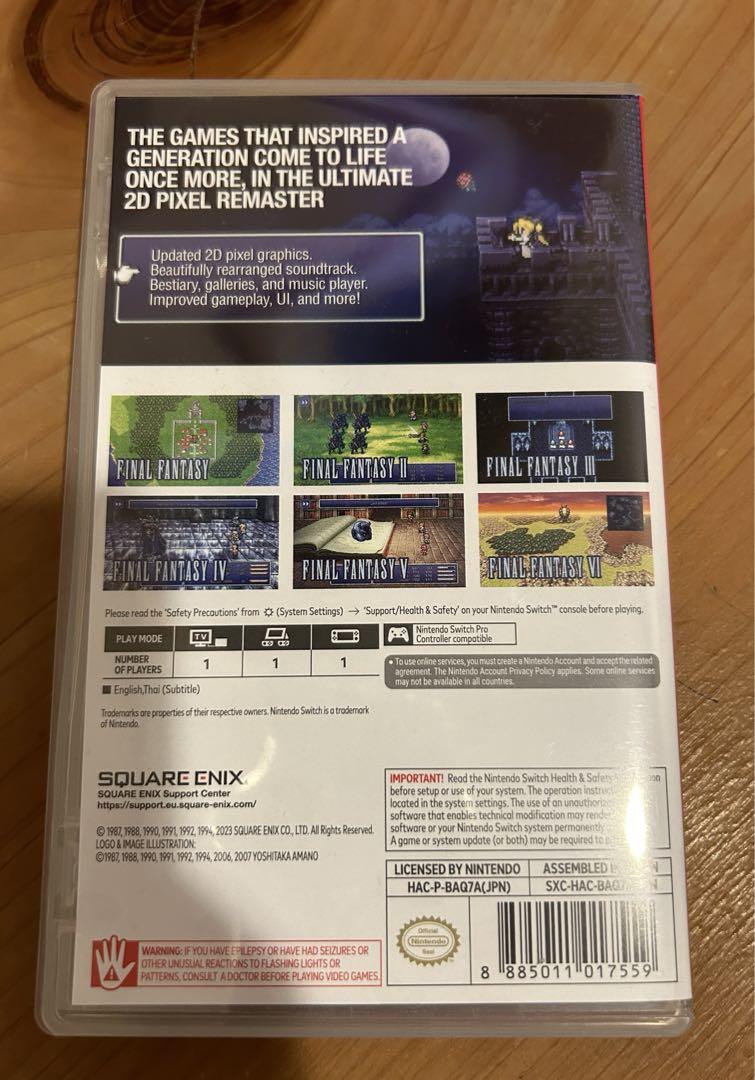 THE GAMES THAT INSPIRED A
GENERATION COME TO LIFE
ONCE MORE, IN THE ULTIMATE
2D PIXEL REMASTER
Updated 2D pixel graphics.
Beautifully rearranged soundtrack.
Bestiary, galleries, and music player.
Improved gameplay, UI, and more!
FINAL FANTASY
FINAL FANTASY II
FINAL FANTASY III
FINAL FANTASY IV
FINAL FANTASY V
FINAL FANTASY VI
Please read the 'Safety Precautions' from (System Settings) → 'Support/Health & Safety' on your Nintendo Switch™ console before playing.
PLAY MODE
TV
NUMBER
OF PLAYERS
1
1
1
Nintendo Switch Pro
Controller compatible
• To use online services, you must create a Nintendo Account and accept the related
agreement. The Nintendo Account Privacy Policy applies. Some online services
may not be available in all countries.
English,Thai (Subtitle)
Trademarks are properties of their respective owners. Nintendo Switch is a trademark
of Nintendo.
SQUARE ENIX.
SQUARE ENIX Support Center
https://support.eu.square-enix.com/
© 1987, 1988, 1990, 1991, 1992, 1994, 2023 SQUARE ENIX CO., LTD. All Rights Reserved.
LOGO & IMAGE ILLUSTRATION:
©1987, 1988, 1990, 1991, 1992, 1994, 2006, 2007 YOSHITAKA AMANO
IMPORTANT! Read the Nintendo Switch Health & Safety
before setup or use of your system. The operation
located in the system settings. The use of an
software that enables technical modification may render
software or your Nintendo Switch system permanently
A game or system update (or both) may be required to
LICENSED BY NINTENDO
ASSEMBLED
HAC-P-BAQ7A(JPN)
WARNING: IF YOU HAVE EPILEPSY OR HAVE HAD SEIZURES OR
OTHER UNUSUAL REACTIONS TO FLASHING LIGHTS OR
PATTERNS, CONSULT A DOCTOR BEFORE PLAYING VIDEO GAMES.
Official
Nintendo
Seal
8 885011 017559